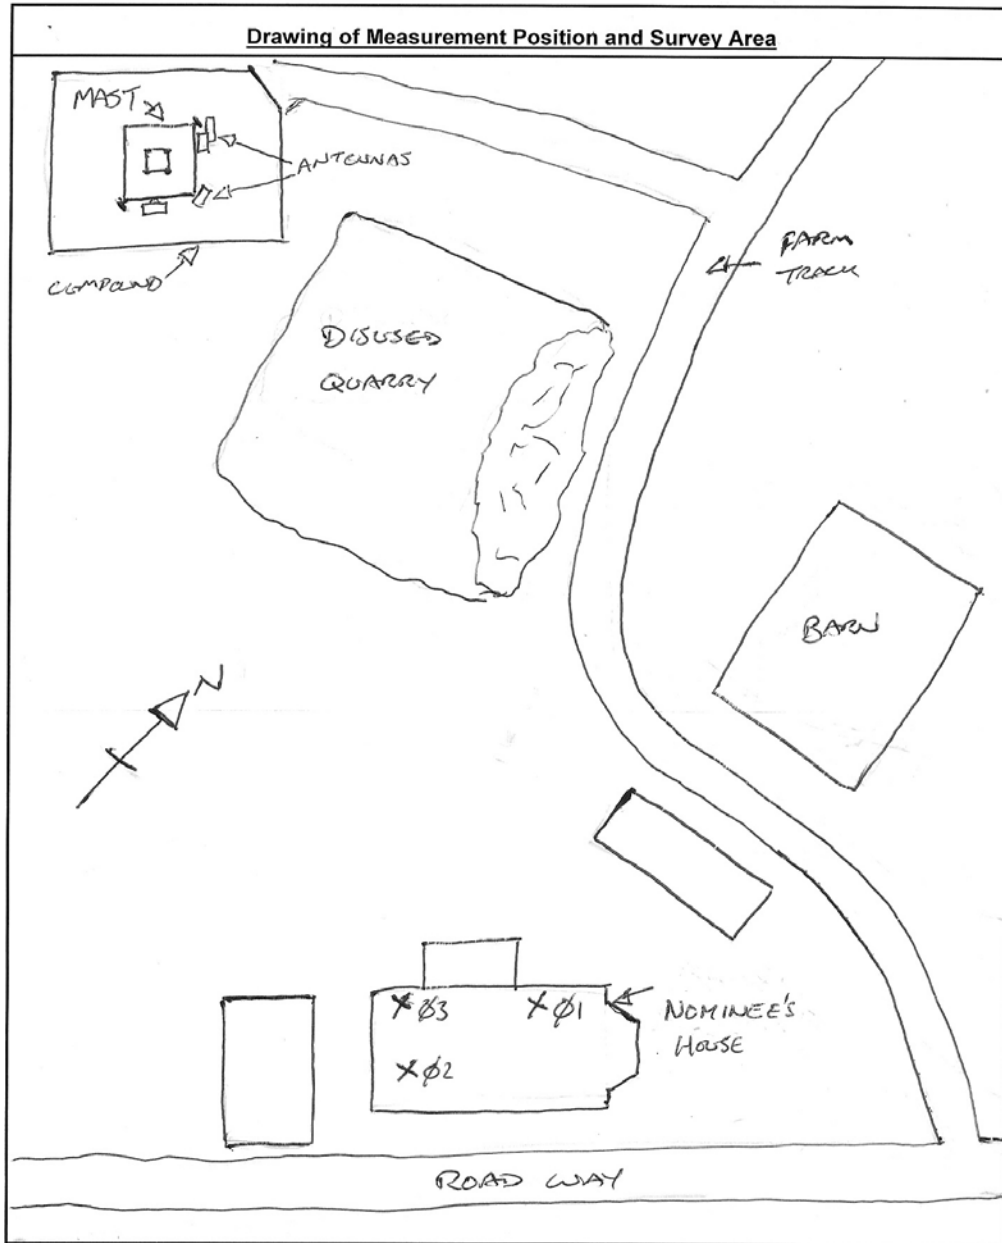 Drawing of Measurement Position and Survey Area
MAST
ANTENNAS
COMPOUND
FARM
TRACK
DISUSED
QUARRY
BARN
N
X Ø3
X Ø1
X Ø2
NOMINEE'S
HOUSE
ROAD WAY